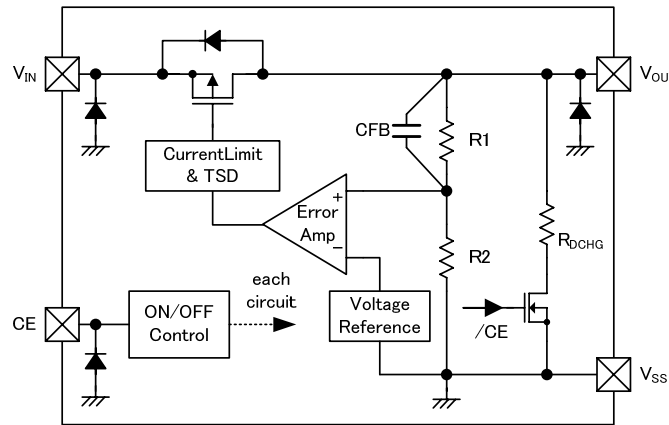 VIN
VOU
CFB
R1
CurrentLimit
& TSD
+
Error
Amp
−
R2
RDCHG
each
circuit
CE
ON/OFF
Control
Voltage
Reference
/CE
VSS